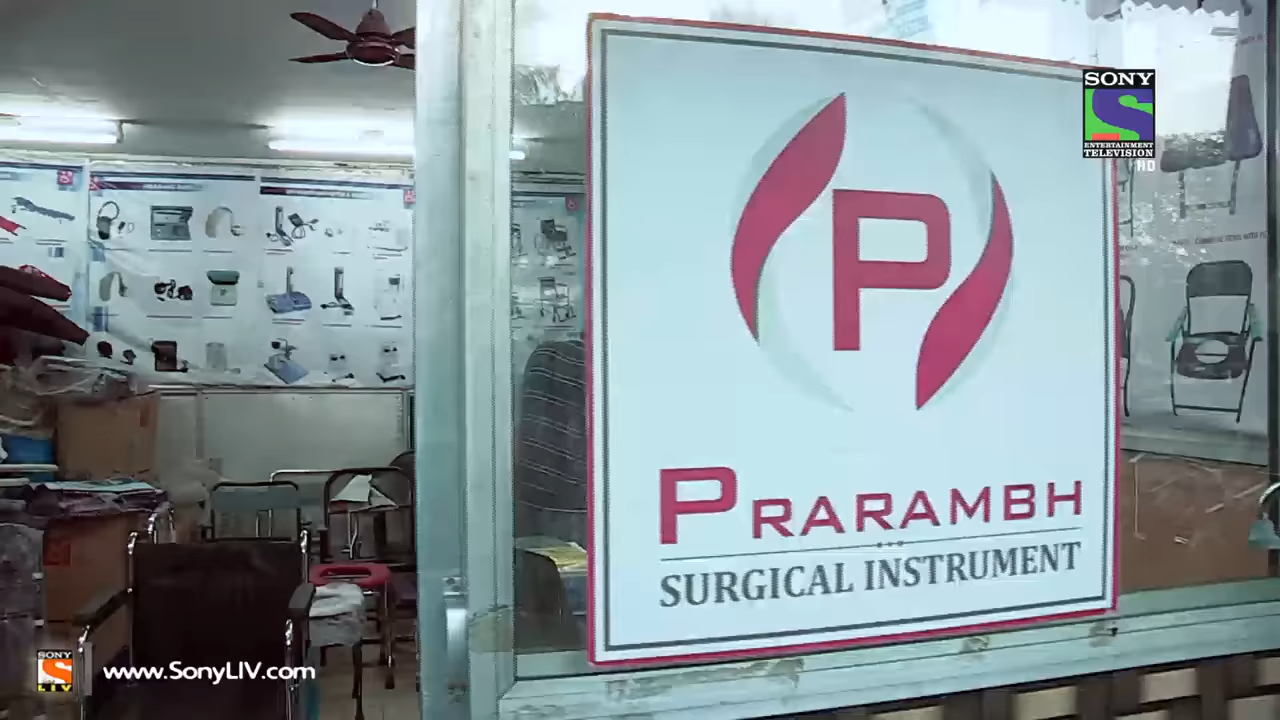 SONY
ENTERTAINMENT
TELEVISION
HD
P
PRARAMBH
SURGICAL INSTRUMENT
SONY
LIV
www.SonyLIV.com